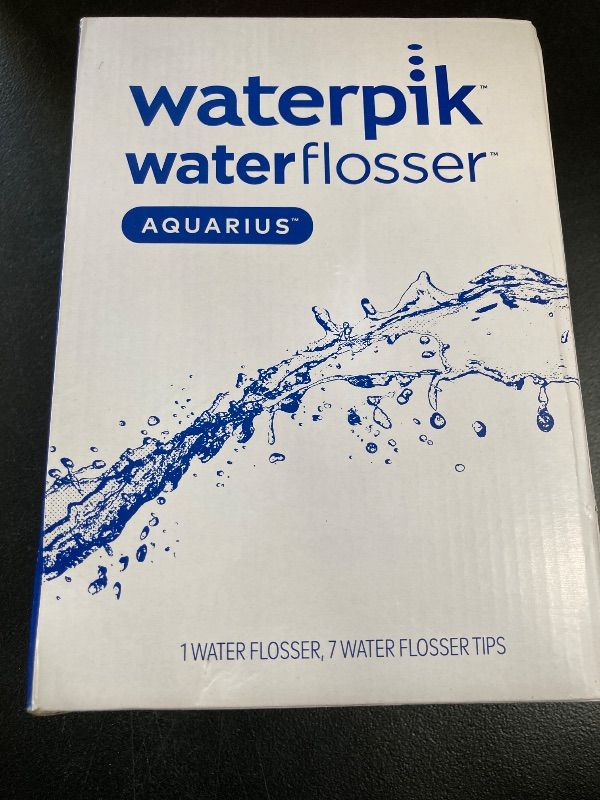 waterpik™
waterflosser™
AQUARIUS™
1 WATER FLOSSER, 7 WATER FLOSSER TIPS